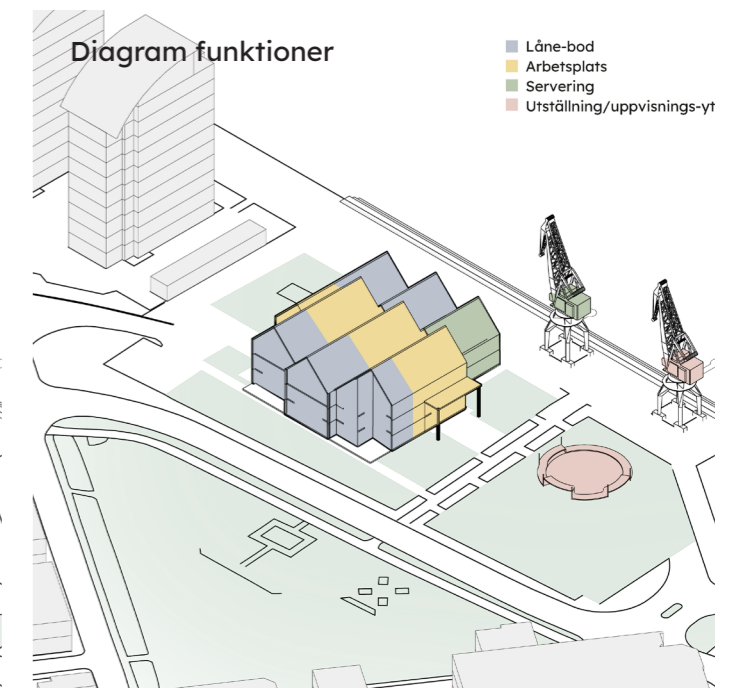 Diagram funktioner
Låne-bod
Arbetsplats
Servering
Utställning/uppvisnings-yt